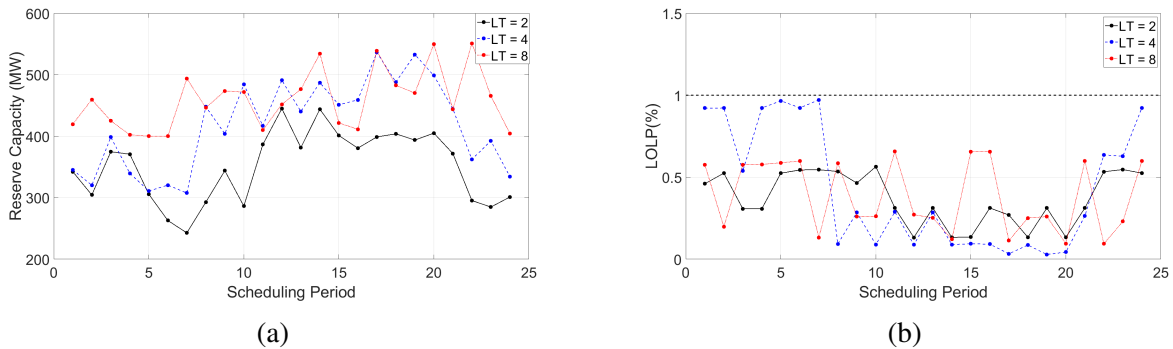 600
500
400
300
200
0
5
10
15
20
25
Reserve Capacity (MW)
Scheduling Period
LT = 2
LT = 4
LT = 8
(a)
1.5
1
0.5
0
0
5
10
15
20
25
LOLP(%)
Scheduling Period
LT = 2
LT = 4
LT = 8
(b)